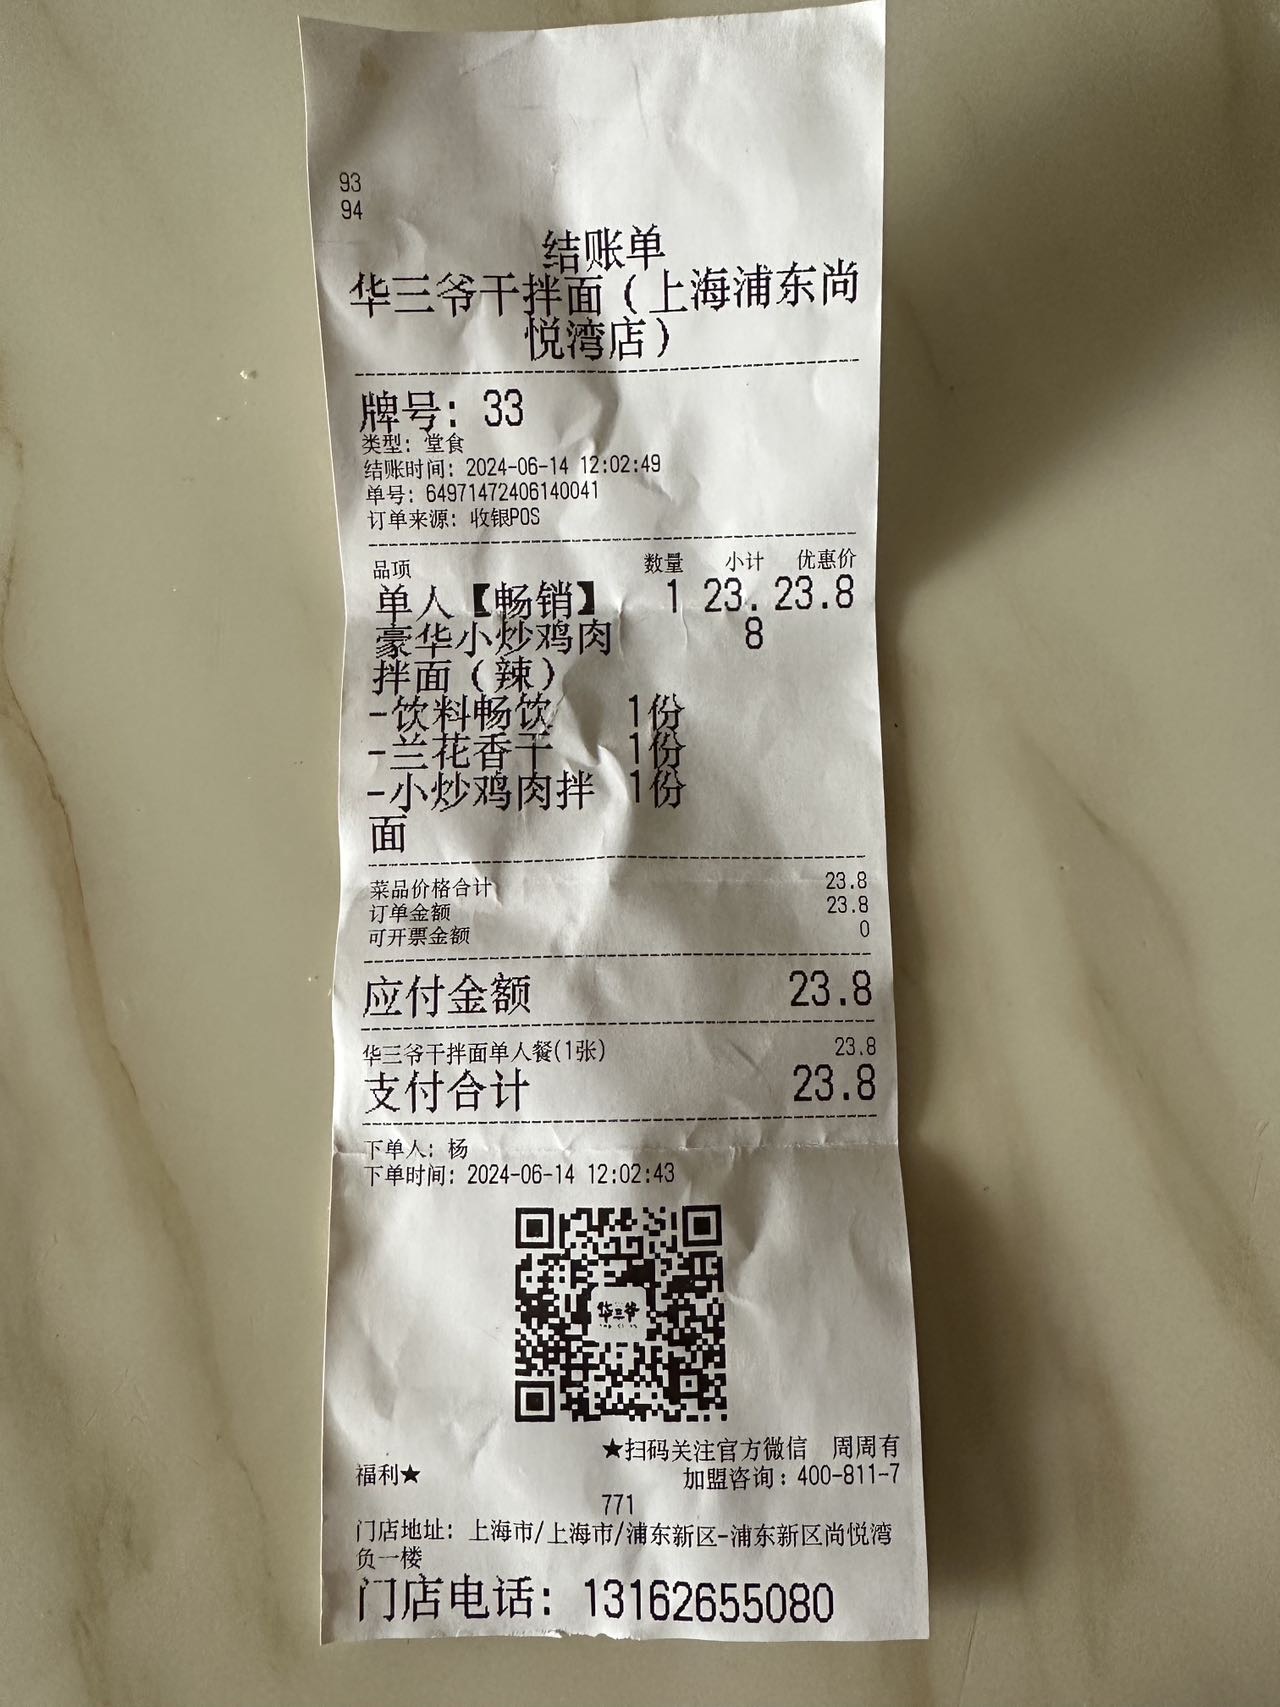 93
94
结账单
华三爷干拌面（上海浦东尚
悦湾店）
牌号：33
类型：堂食
结账时间：2024-06-14 12:02:49
单号：64971472406140041
订单来源：收银POS
品项 数量 小计 优惠价
单人【畅销】 1 23. 23.8
豪华小炒鸡肉 8
拌面（辣）
-饮料畅饮 1份
-兰花香干 1份
-小炒鸡肉拌 1份
面
菜品价格合计 23.8
订单金额 23.8
可开票金额 0
应付金额 23.8
华三爷干拌面单人餐(1张) 23.8
支付合计 23.8
下单人：杨
下单时间：2024-06-14 12:02:43
华三爷
★扫码关注官方微信 周周有
福利★ 加盟咨询：400-811-7
771
门店地址：上海市/上海市/浦东新区-浦东新区尚悦湾
负一楼
门店电话：13162655080